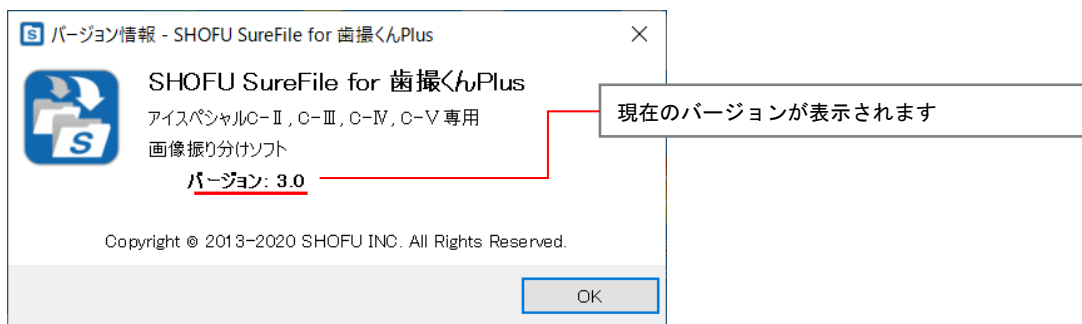 バージョン情報 - SHOFU SureFile for 歯撮くんPlus
SHOFU SureFile for 歯撮くんPlus
アイスペシャルC-Ⅱ, C-Ⅲ, C-Ⅳ, C-Ⅴ 専用
画像振り分けソフト
バージョン: 3.0
現在のバージョンが表示されます
Copyright © 2013-2020 SHOFU INC. All Rights Reserved.
OK